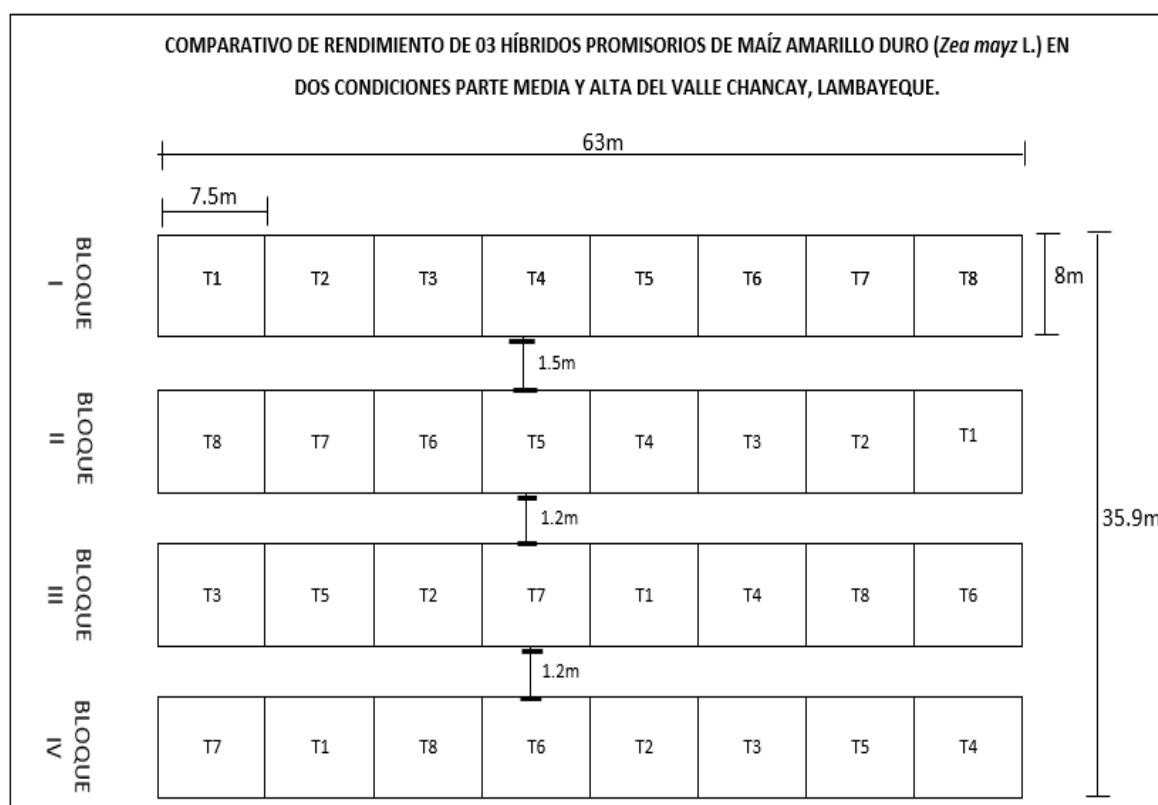 COMPARATIVO DE RENDIMIENTO DE 03 HÍBRIDOS PROMISORIOS DE MAÍZ AMARILLO DURO (Zea mayz L.) EN
DOS CONDICIONES PARTE MEDIA Y ALTA DEL VALLE CHANCAY, LAMBAYEQUE.
63m
7.5m
BLOQUE I
T1 T2 T3 T4 T5 T6 T7 T8
8m
1.5m
BLOQUE II
T8 T7 T6 T5 T4 T3 T2 T1
1.2m
35.9m
BLOQUE III
T3 T5 T2 T7 T1 T4 T8 T6
1.2m
BLOQUE IV
T7 T1 T8 T6 T2 T3 T5 T4